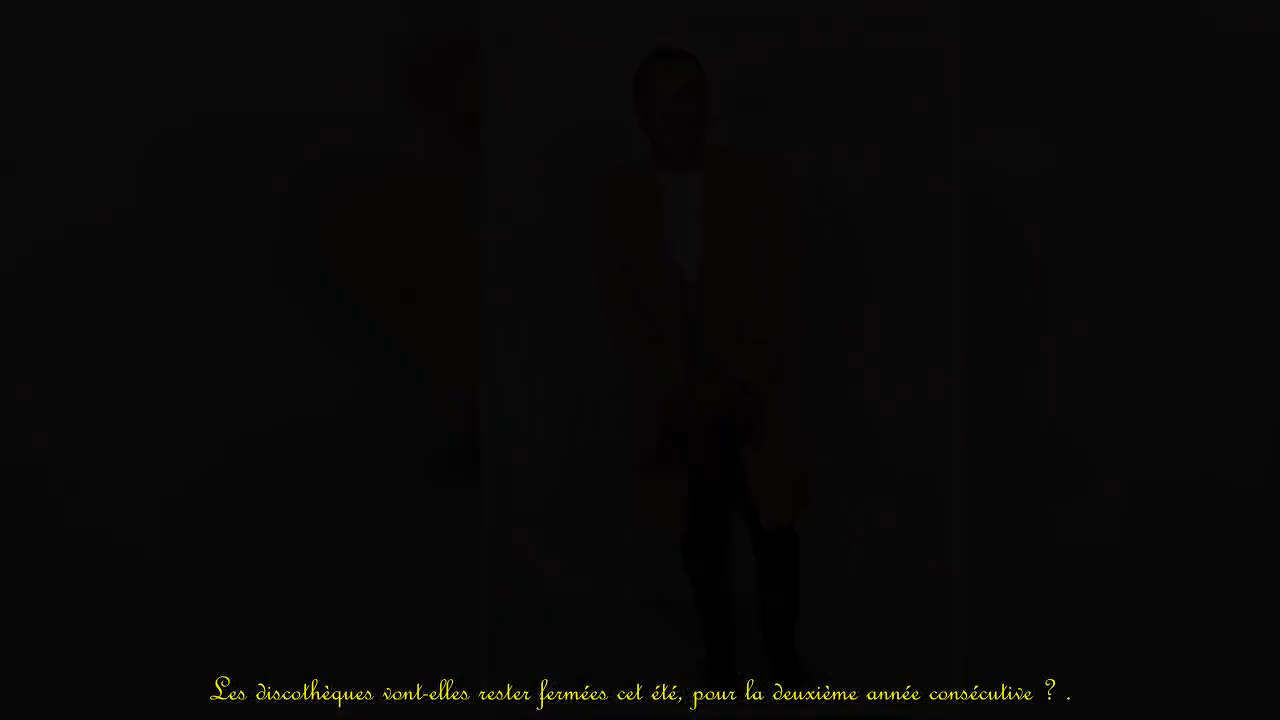 Les discothèques vont-elles rester fermées cet été, pour la deuxième année consécutive ? .